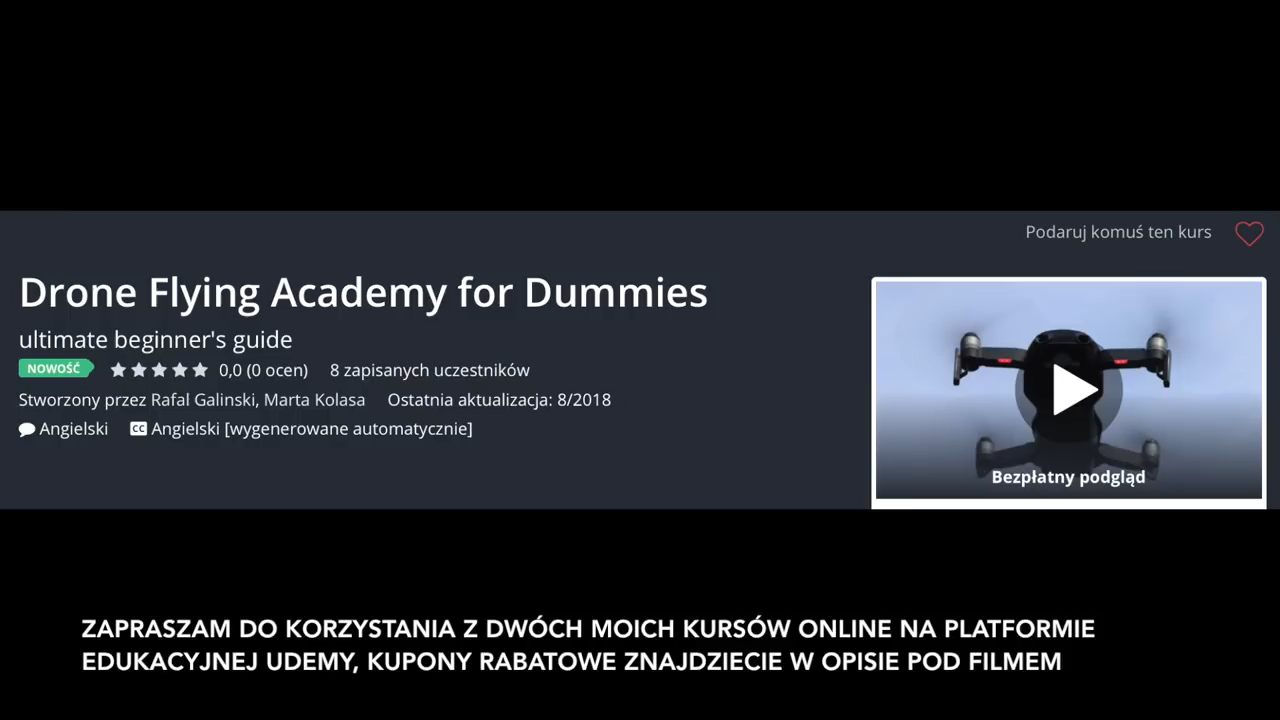 Podaruj komuś ten kurs
Drone Flying Academy for Dummies
ultimate beginner's guide
NOWOŚĆ 0,0 (0 ocen) 8 zapisanych uczestników
Stworzony przez Rafal Galinski, Marta Kolasa Ostatnia aktualizacja: 8/2018
Angielski CC Angielski [wygenerowane automatycznie]
Bezpłatny podgląd
ZAPRASZAM DO KORZYSTANIA Z DWÓCH MOICH KURSÓW ONLINE NA PLATFORMIE
EDUKACYJNEJ UDEMY, KUPONY RABATOWE ZNAJDZIECIE W OPISIE POD FILMEM